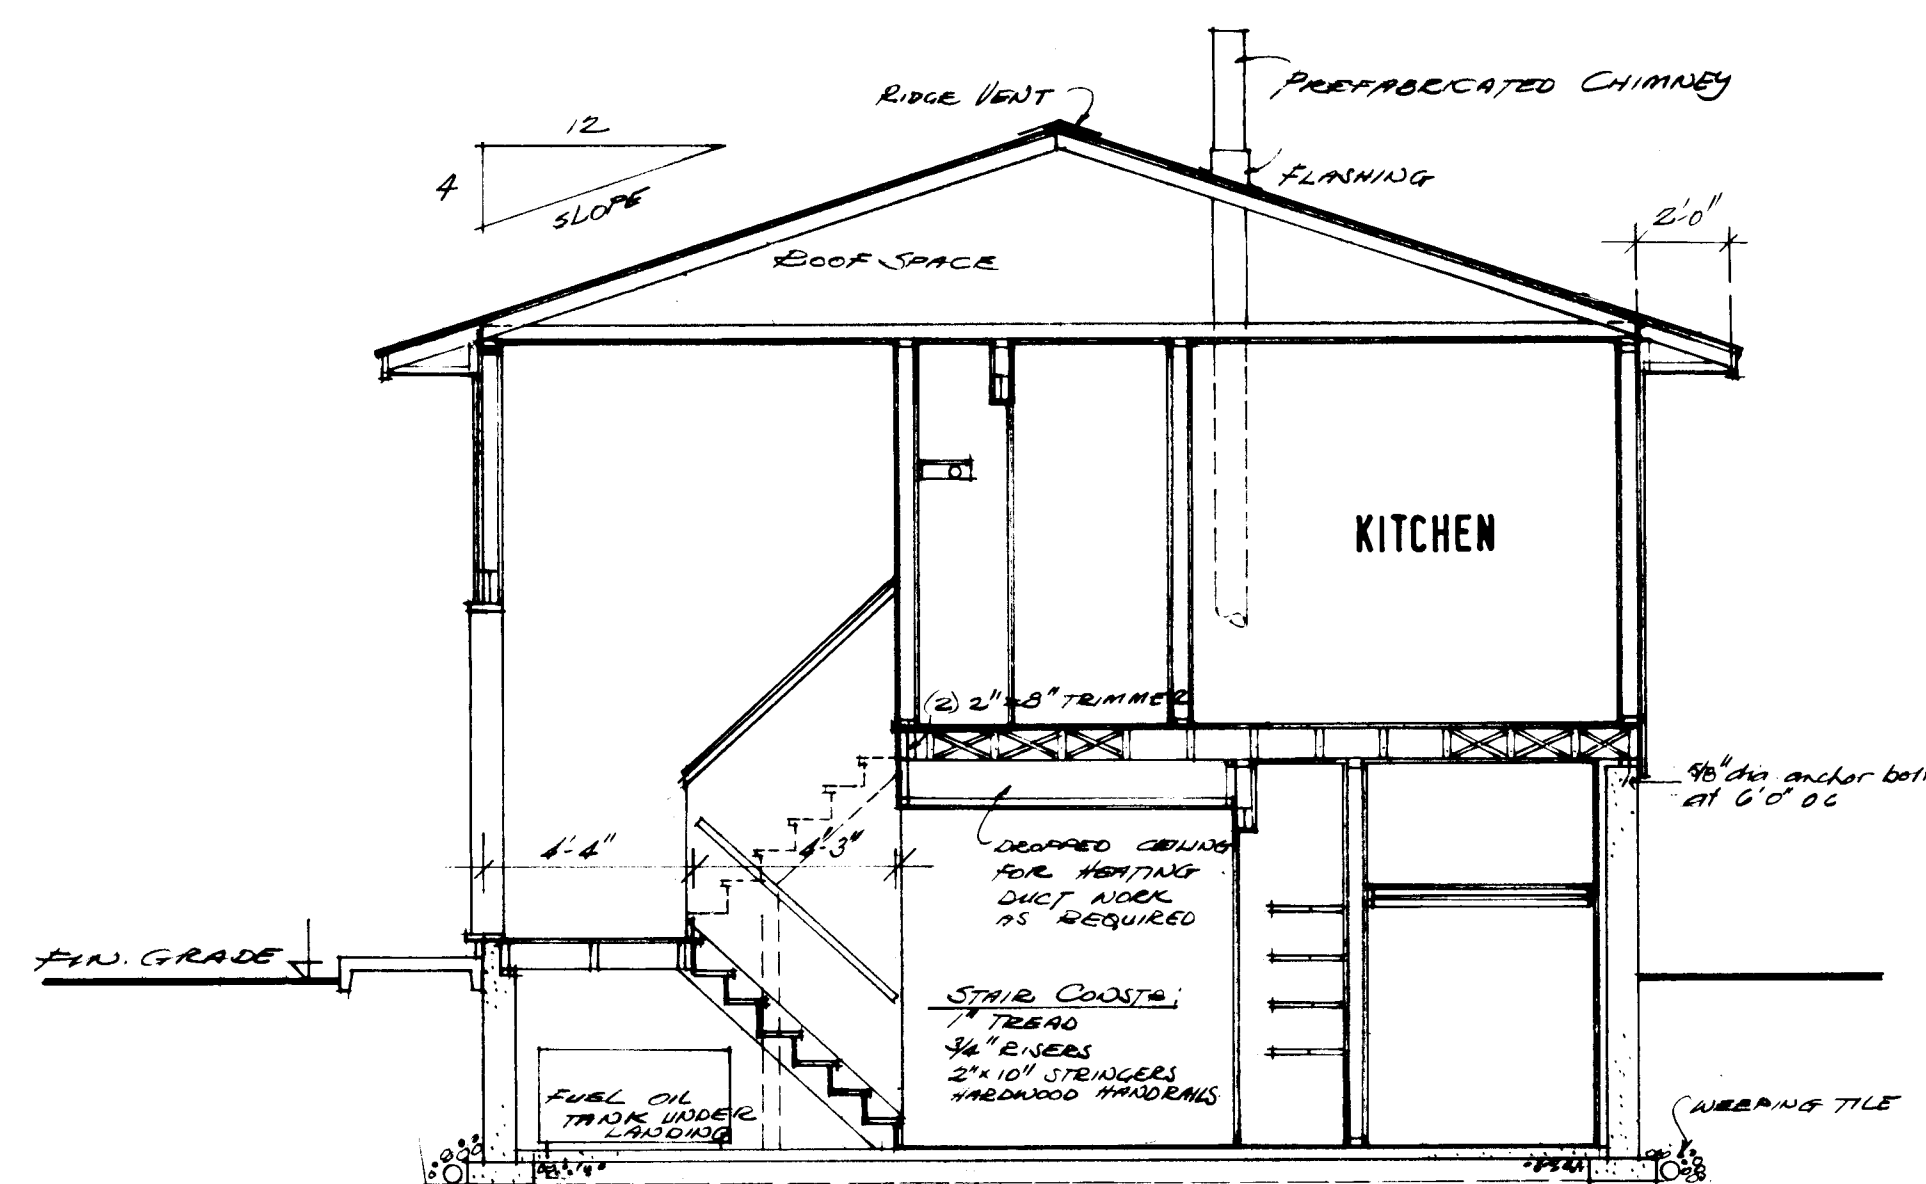 PREFABRICATED CHIMNEY
RIDGE VENT
12
4
SLOPE
FLASHING
2'-0"
ROOF SPACE
KITCHEN
(2) 2"x8" TRIMMER
5/8" dia. anchor bolt
at 6'0" oc
4'-4"
4'-3"
DROPPED CEILING
FOR HEATING
DUCT WORK
AS REQUIRED
FIN. GRADE
STAIR CONSTR:
1" TREAD
3/4" RISERS
2"x10" STRINGERS
HARDWOOD HANDRAILS
FUEL OIL
TANK UNDER
LANDING
WEEPING TILE